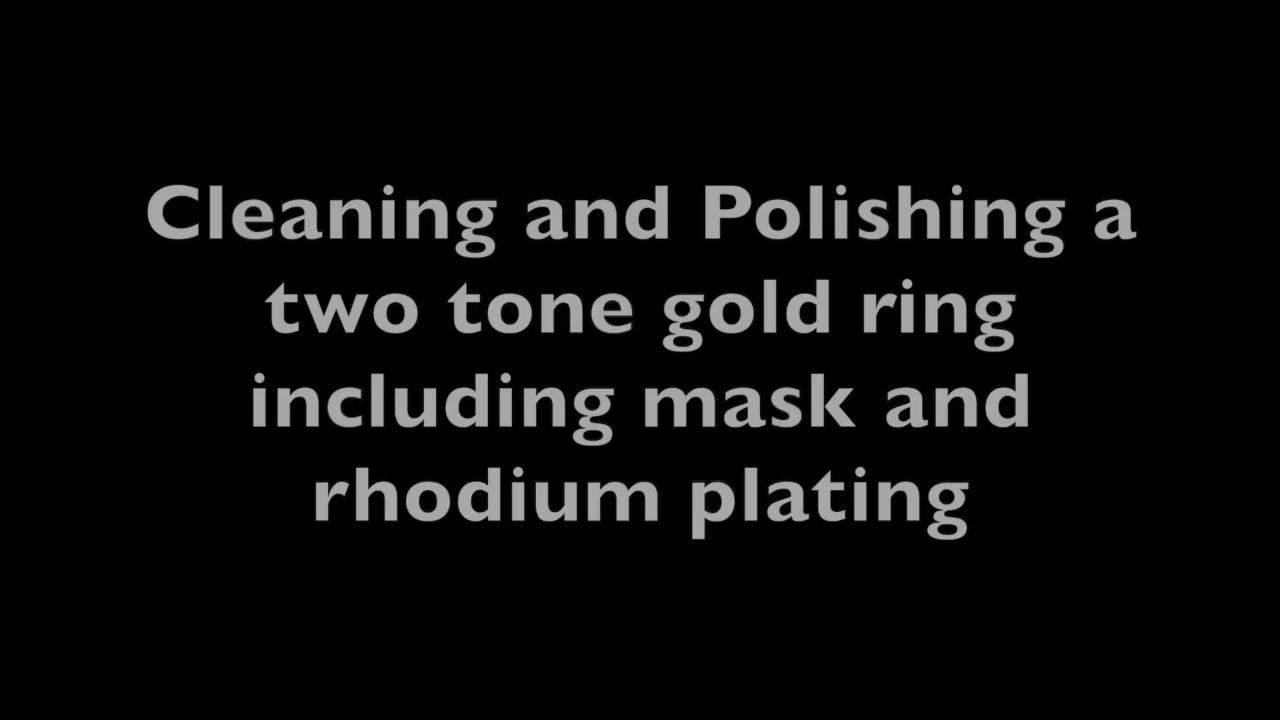 Cleaning and Polishing a
two tone gold ring
including mask and
rhodium plating